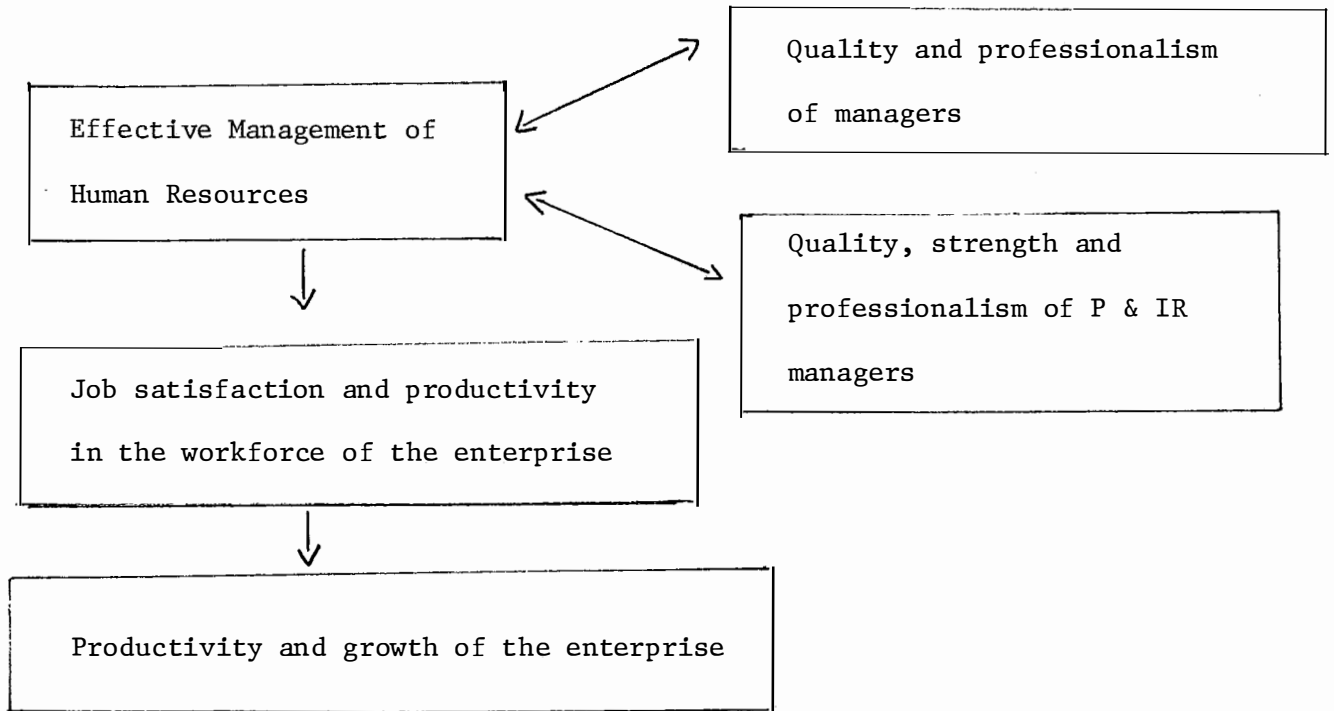 Effective Management of
Human Resources
Quality and professionalism
of managers
Quality, strength and
professionalism of P & IR
managers
Job satisfaction and productivity
in the workforce of the enterprise
Productivity and growth of the enterprise